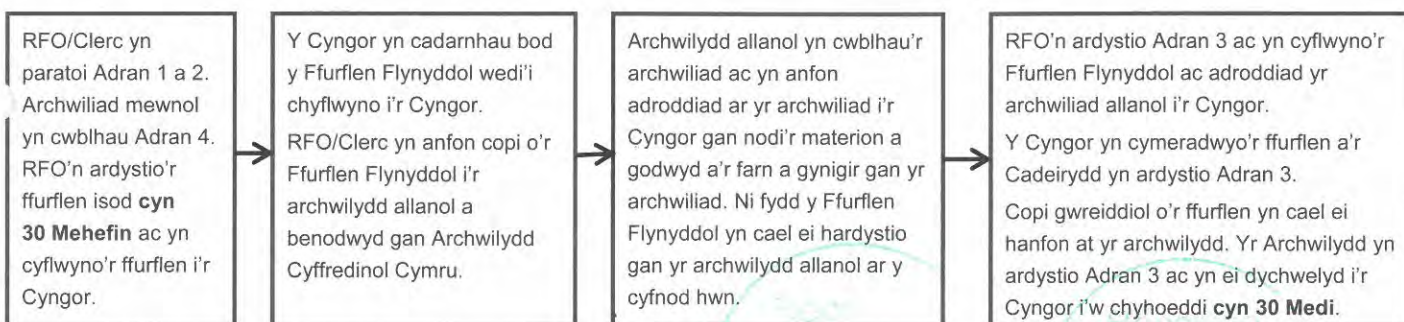 RFO/Clerc yn
paratoi Adran 1 a 2.
Archwiliad mewnol
yn cwblhau Adran 4.
RFO'n ardystio'r
ffurflen isod cyn
30 Mehefin ac yn
cyflwyno'r ffurflen i'r
Cyngor.
Y Cyngor yn cadarnhau bod
y Ffurflen Flynyddol wedi'i
chyflwyno i'r Cyngor.
RFO/Clerc yn anfon copi o'r
Ffurflen Flynyddol i'r
archwilydd allanol a
benodwyd gan Archwilydd
Cyffredinol Cymru.
Archwilydd allanol yn cwblhau'r
archwiliad ac yn anfon
adroddiad ar yr archwiliad i'r
Cyngor gan nodi'r materion a
godwyd a'r farn a gynigir gan yr
archwiliad. Ni fydd y Ffurflen
Flynyddol yn cael ei hardystio
gan yr archwilydd allanol ar y
cyfnod hwn.
RFO'n ardystio Adran 3 ac yn cyflwyno'r
Ffurflen Flynyddol ac adroddiad yr
archwiliad allanol i'r Cyngor.
Y Cyngor yn cymeradwyo'r ffurflen a'r
Cadeirydd yn ardystio Adran 3.
Copi gwreiddiol o'r ffurflen yn cael ei
hanfon at yr archwilydd. Yr Archwilydd yn
ardystio Adran 3 ac yn ei dychwelyd i'r
Cyngor i'w chyhoeddi cyn 30 Medi.